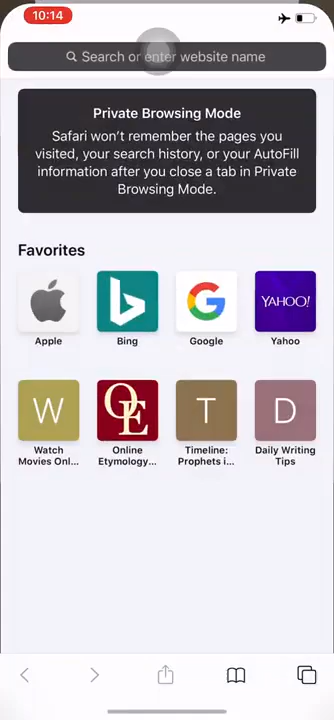 10:14
Search or enter website name
Private Browsing Mode
Safari won't remember the pages you
visited, your search history, or your AutoFill
information after you close a tab in Private
Browsing Mode.
Favorites
YAHOO!
Apple
Bing
Google
Yahoo
W
OE
T
D
Watch
Movies Onl...
Online
Etymology...
Timeline:
Prophets i...
Daily Writing
Tips